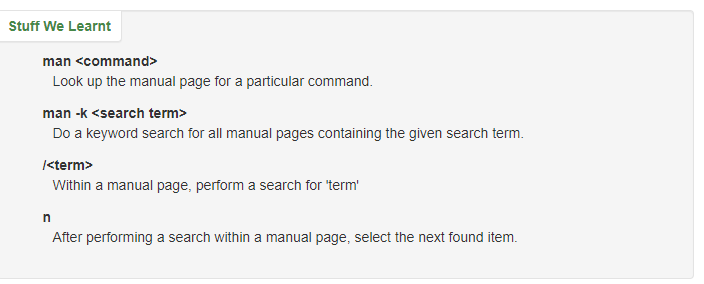 Stuff We Learnt
man <command>
Look up the manual page for a particular command.
man -k <search term>
Do a keyword search for all manual pages containing the given search term.
/<term>
Within a manual page, perform a search for 'term'
n
After performing a search within a manual page, select the next found item.